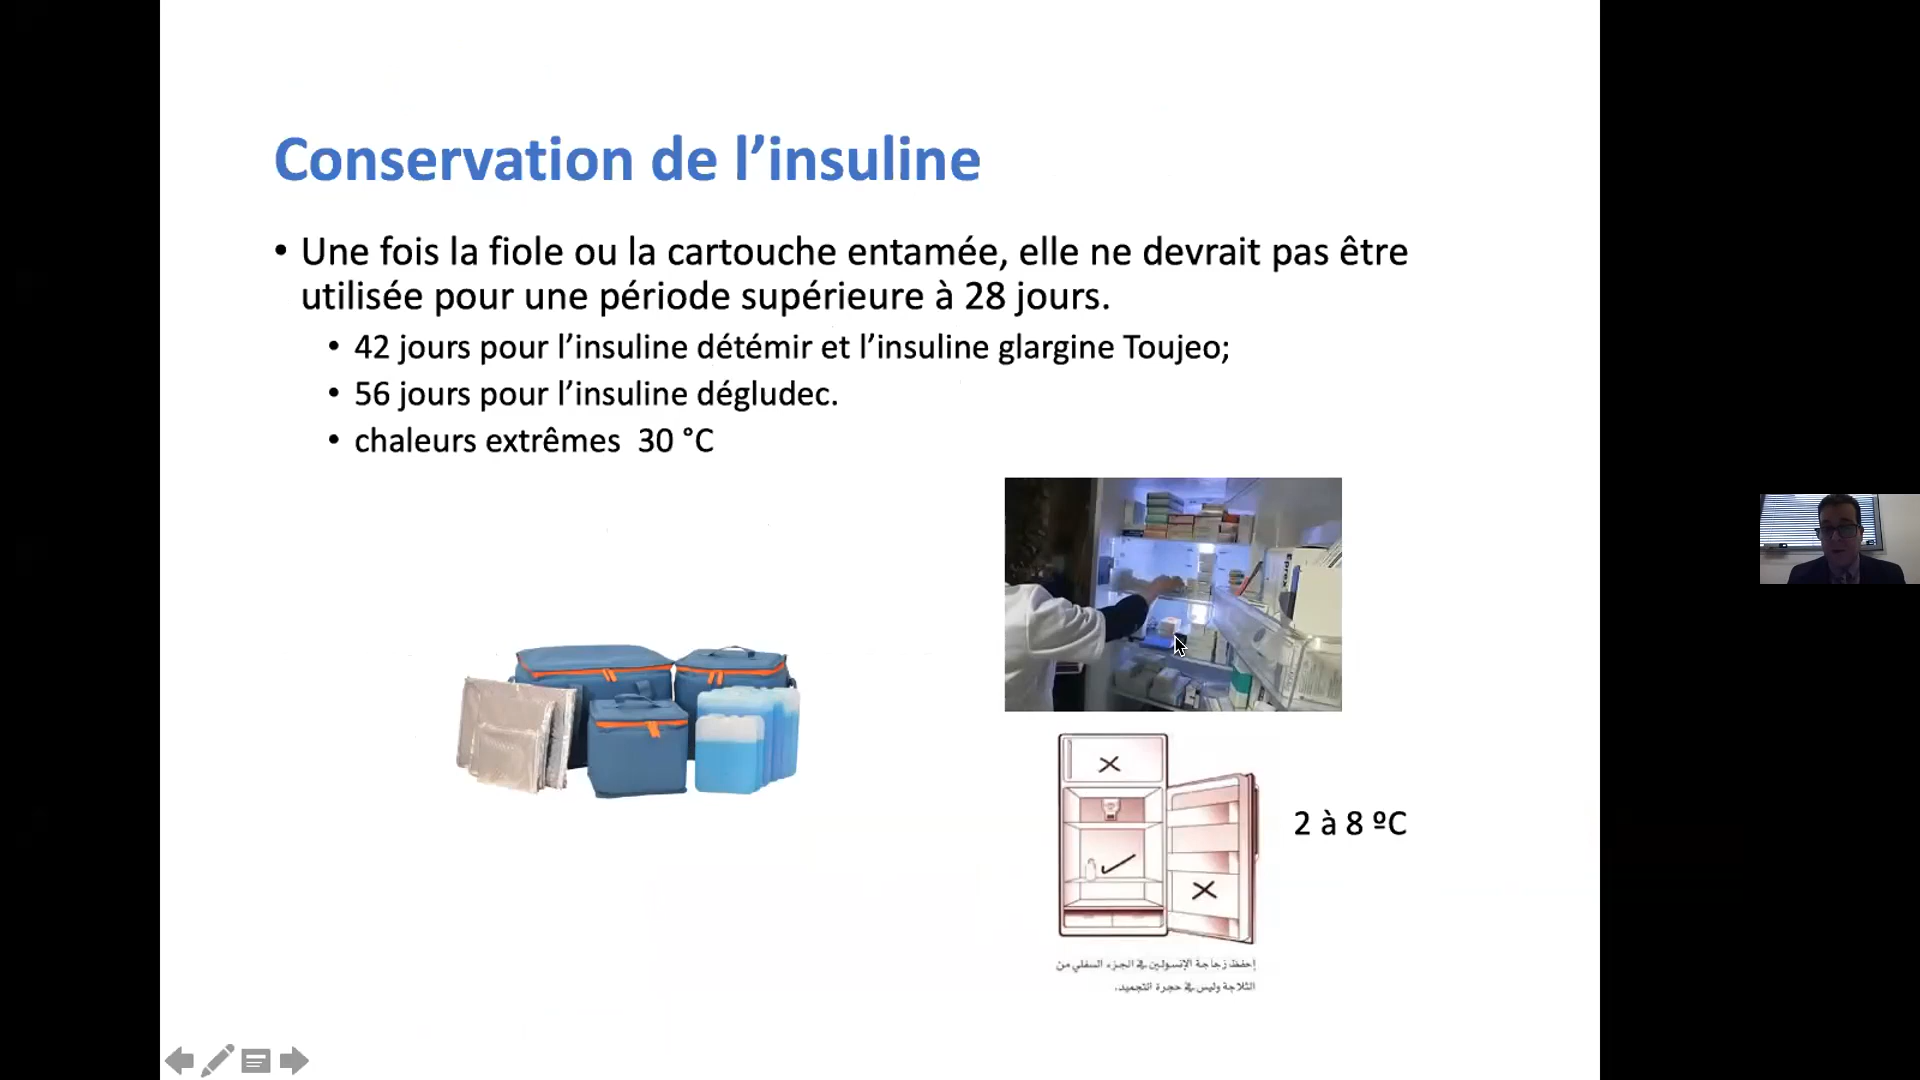 Conservation de l’insuline
• Une fois la fiole ou la cartouche entamée, elle ne devrait pas être
utilisée pour une période supérieure à 28 jours.
• 42 jours pour l’insuline détémir et l’insuline glargine Toujeo;
• 56 jours pour l’insuline dégludec.
• chaleurs extrêmes 30 °C
2 à 8 ºC
إحفظ زجاجة الإنسولين في الجزء السفلي من
الثلاجة وليس في حجرة التجميد.